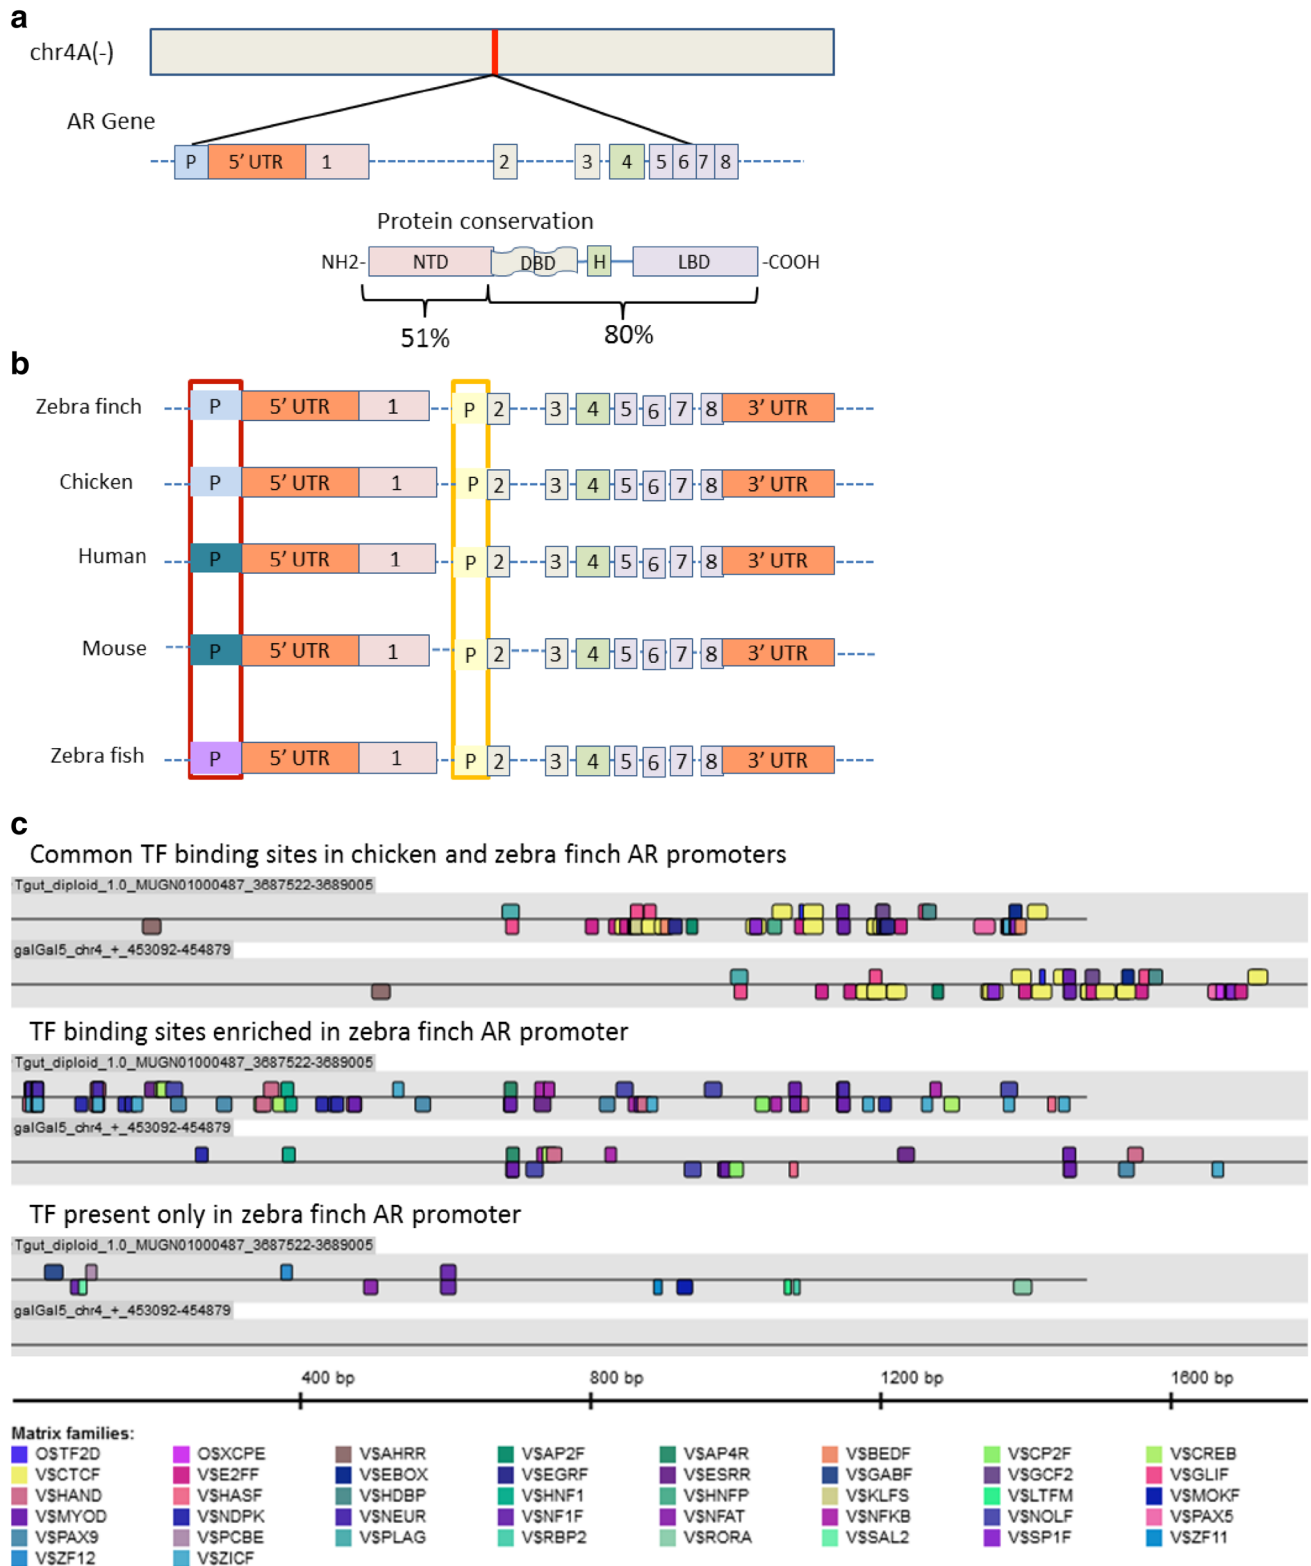 a
chr4A(-)
AR Gene
P 5' UTR 1 2 3 4 5 6 7 8
Protein conservation
NH2- NTD DBD H LBD -COOH
51% 80%
b
Zebra finch P 5' UTR 1 P 2 3 4 5 6 7 8 3' UTR
Chicken P 5' UTR 1 P 2 3 4 5 6 7 8 3' UTR
Human P 5' UTR 1 P 2 3 4 5 6 7 8 3' UTR
Mouse P 5' UTR 1 P 2 3 4 5 6 7 8 3' UTR
Zebra fish P 5' UTR 1 P 2 3 4 5 6 7 8 3' UTR
c
Common TF binding sites in chicken and zebra finch AR promoters
Tgut_diploid_1.0_MUGN01000487_3687522-3689005
galGal5_chr4_+_453092-454879
TF binding sites enriched in zebra finch AR promoter
Tgut_diploid_1.0_MUGN01000487_3687522-3689005
galGal5_chr4_+_453092-454879
TF present only in zebra finch AR promoter
Tgut_diploid_1.0_MUGN01000487_3687522-3689005
galGal5_chr4_+_453092-454879
400 bp 800 bp 1200 bp 1600 bp
Matrix families:
O$TF2D O$XCPE V$AHRR V$AP2F V$AP4R V$BEDF V$CP2F V$CREB
V$CTCF V$E2FF V$EBOX V$EGRF V$ESRR V$GABF V$GCF2 V$GLIF
V$HAND V$HASF V$HDBP V$HNF1 V$HNFP V$KLFS V$LTFM V$MOKF
V$MYOD V$NDPK V$NEUR V$NF1F V$NFAT V$NFKB V$NOLF V$PAX5
V$PAX9 V$PCBE V$PLAG V$RBP2 V$RORA V$SAL2 V$SP1F V$ZF11
V$ZF12 V$ZICF